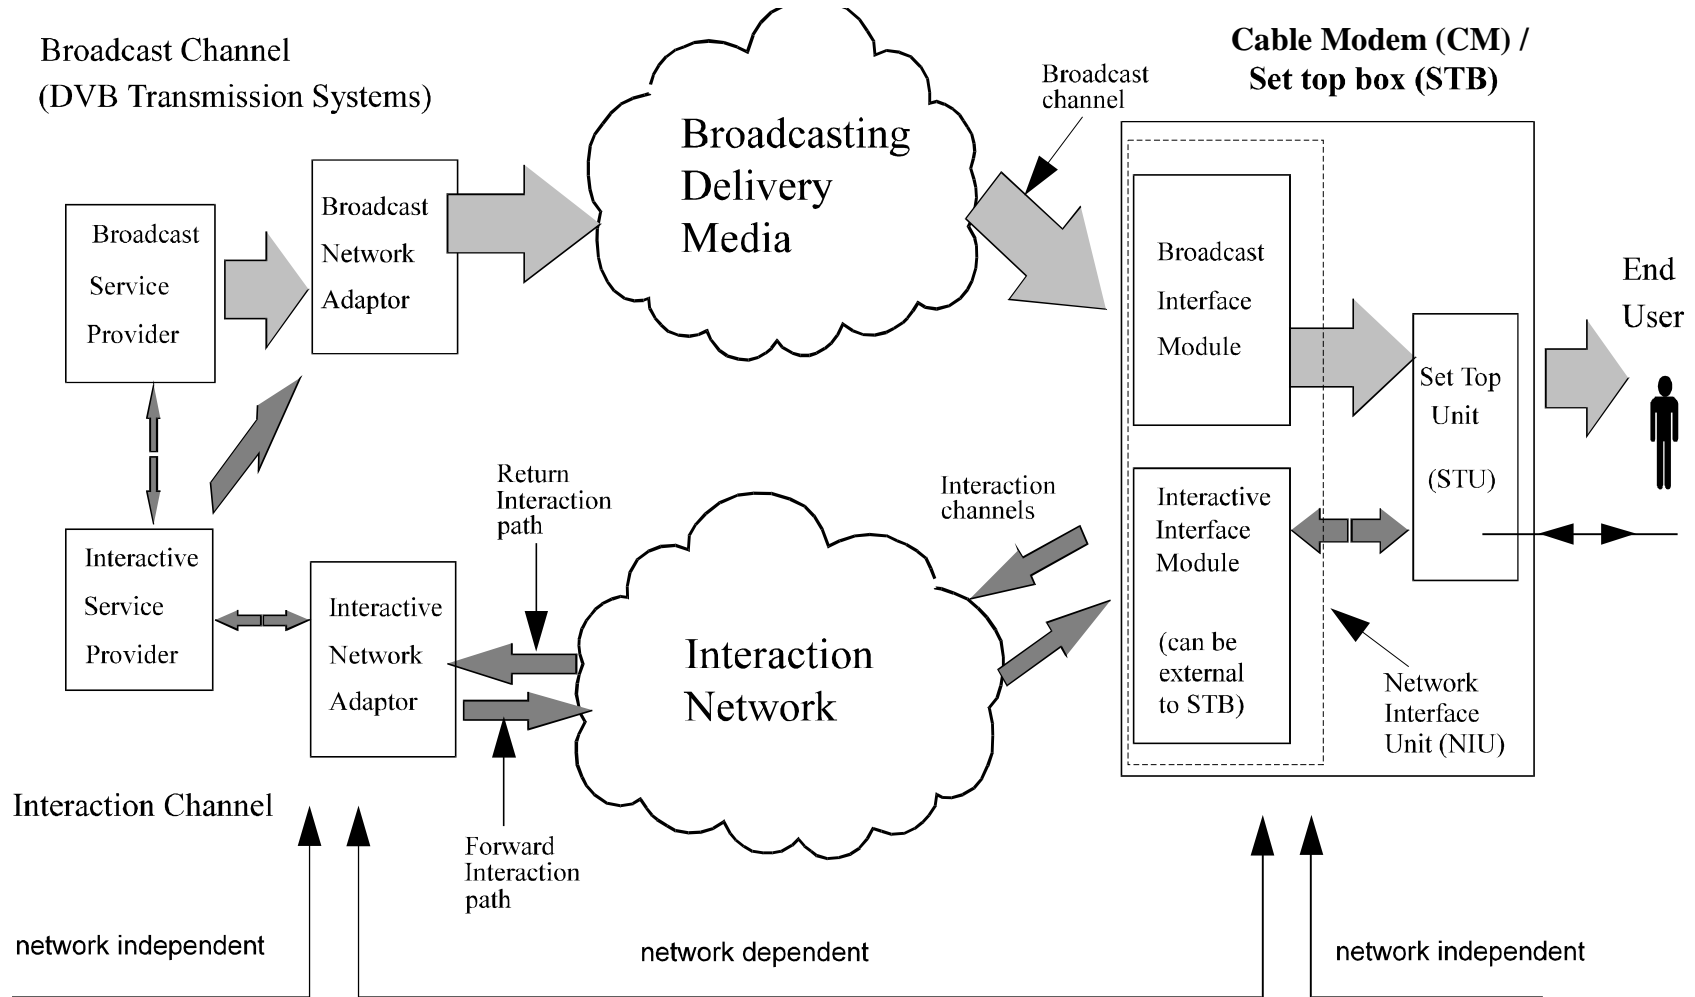 Broadcast Channel
(DVB Transmission Systems)
Cable Modem (CM) /
Set top box (STB)
Broadcast
channel
Broadcasting
Delivery
Media
Broadcast
Network
Adaptor
Broadcast
Service
Provider
Broadcast
Interface
Module
End
User
Set Top
Unit
(STU)
Return
Interaction
path
Interaction
channels
Interactive
Interface
Module
(can be
external
to STB)
Interactive
Service
Provider
Interactive
Network
Adaptor
Interaction
Network
Network
Interface
Unit (NIU)
Interaction Channel
Forward
Interaction
path
network independent
network dependent
network independent